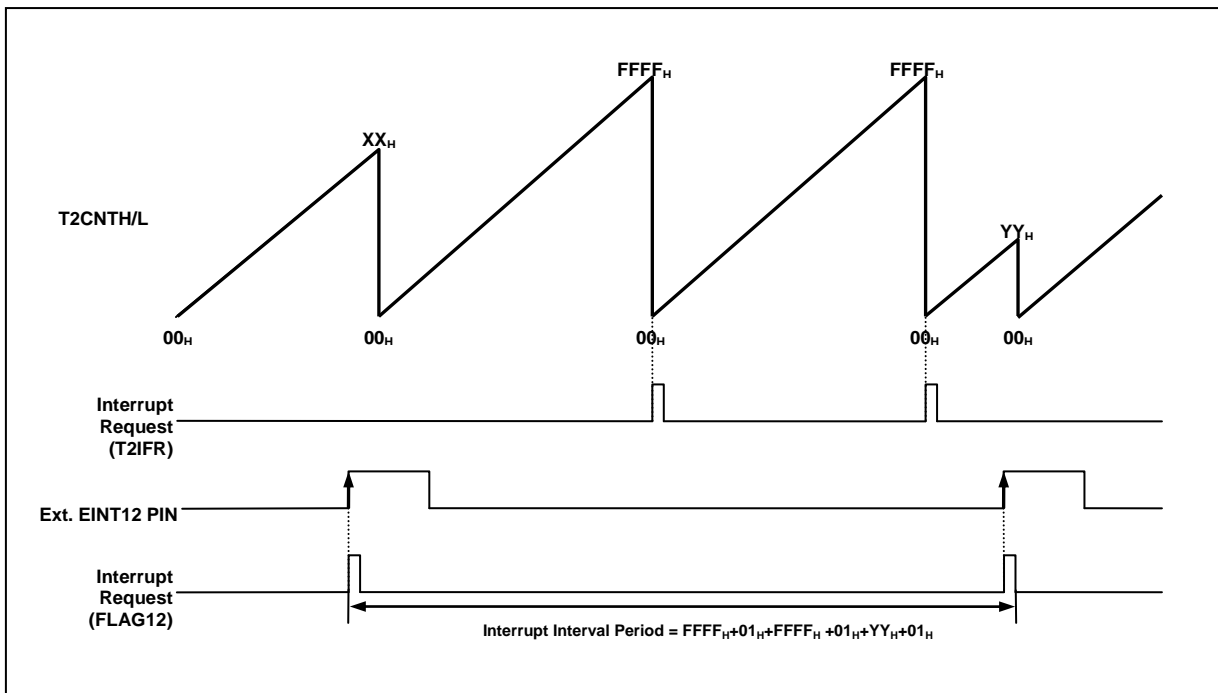 FFFFH FFFFH
XXH
T2CNTH/L
YYH
00H 00H 00H 00H 00H
Interrupt
Request
(T2IFR)
Ext. EINT12 PIN
Interrupt
Request
(FLAG12)
Interrupt Interval Period = FFFFH+01H+FFFFH +01H+YYH+01H